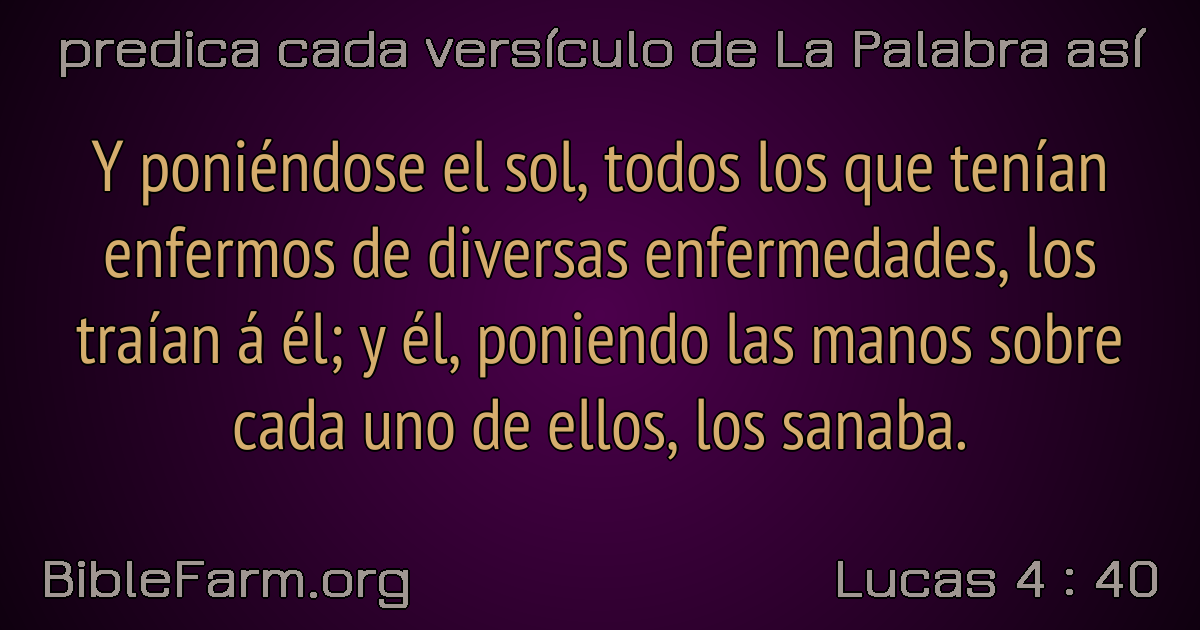 predica cada versículo de La Palabra así
Y poniéndose el sol, todos los que tenían
enfermos de diversas enfermedades, los
traían á él; y él, poniendo las manos sobre
cada uno de ellos, los sanaba.
BibleFarm.org
Lucas 4 : 40